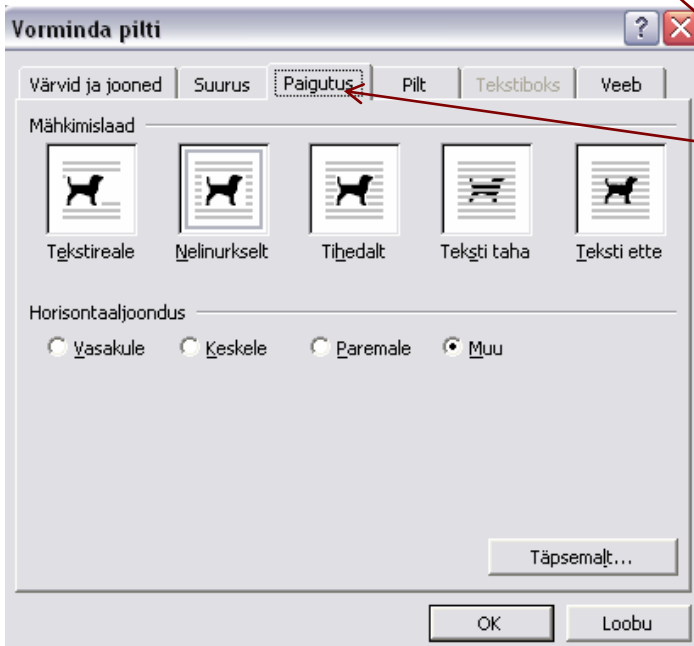 Vorminda pilti
Värvid ja jooned Suurus Paigutus Pilt Tekstiboks Veeb
Mähkimislaad
Tekstireale Nelinurkselt Tihedalt Teksti taha Teksti ette
Horisontaaljoondus
Vasakule Keskele Paremale Muu
Täpsemalt...
OK Loobu